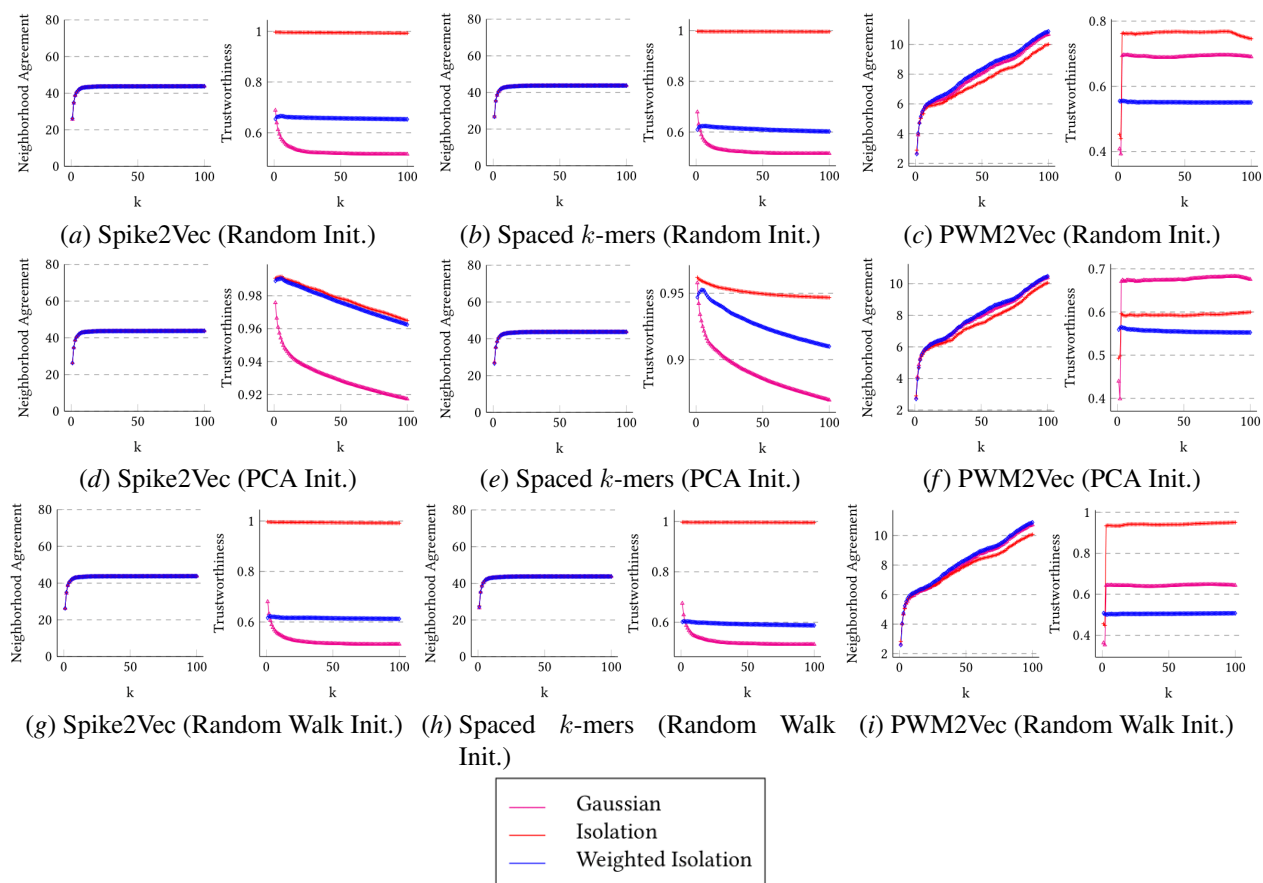 80
60
40
20
0
0
50
100
k
Neighborhood Agreement
1
0.8
0.6
0
50
100
k
Trustworthiness
80
60
40
20
0
0
50
100
k
Neighborhood Agreement
1
0.8
0.6
0
50
100
k
Trustworthiness
10
8
6
4
2
0
50
100
k
Neighborhood Agreement
0.8
0.6
0.4
0
50
100
k
Trustworthiness
(a) Spike2Vec (Random Init.)
(b) Spaced k-mers (Random Init.)
(c) PWM2Vec (Random Init.)
80
60
40
20
0
0
50
100
k
Neighborhood Agreement
0.98
0.96
0.94
0.92
0
50
100
k
Trustworthiness
80
60
40
20
0
0
50
100
k
Neighborhood Agreement
0.95
0.9
0
50
100
k
Trustworthiness
10
8
6
4
2
0
50
100
k
Neighborhood Agreement
0.7
0.6
0.5
0.4
0
50
100
k
Trustworthiness
(d) Spike2Vec (PCA Init.)
(e) Spaced k-mers (PCA Init.)
(f) PWM2Vec (PCA Init.)
80
60
40
20
0
0
50
100
k
Neighborhood Agreement
1
0.8
0.6
0
50
100
k
Trustworthiness
80
60
40
20
0
0
50
100
k
Neighborhood Agreement
1
0.8
0.6
0
50
100
k
Trustworthiness
10
8
6
4
2
0
50
100
k
Neighborhood Agreement
1
0.8
0.6
0.4
0
50
100
k
Trustworthiness
(g) Spike2Vec (Random Walk Init.)
(h) Spaced k-mers (Random Walk
Init.)
(i) PWM2Vec (Random Walk Init.)
Gaussian
Isolation
Weighted Isolation